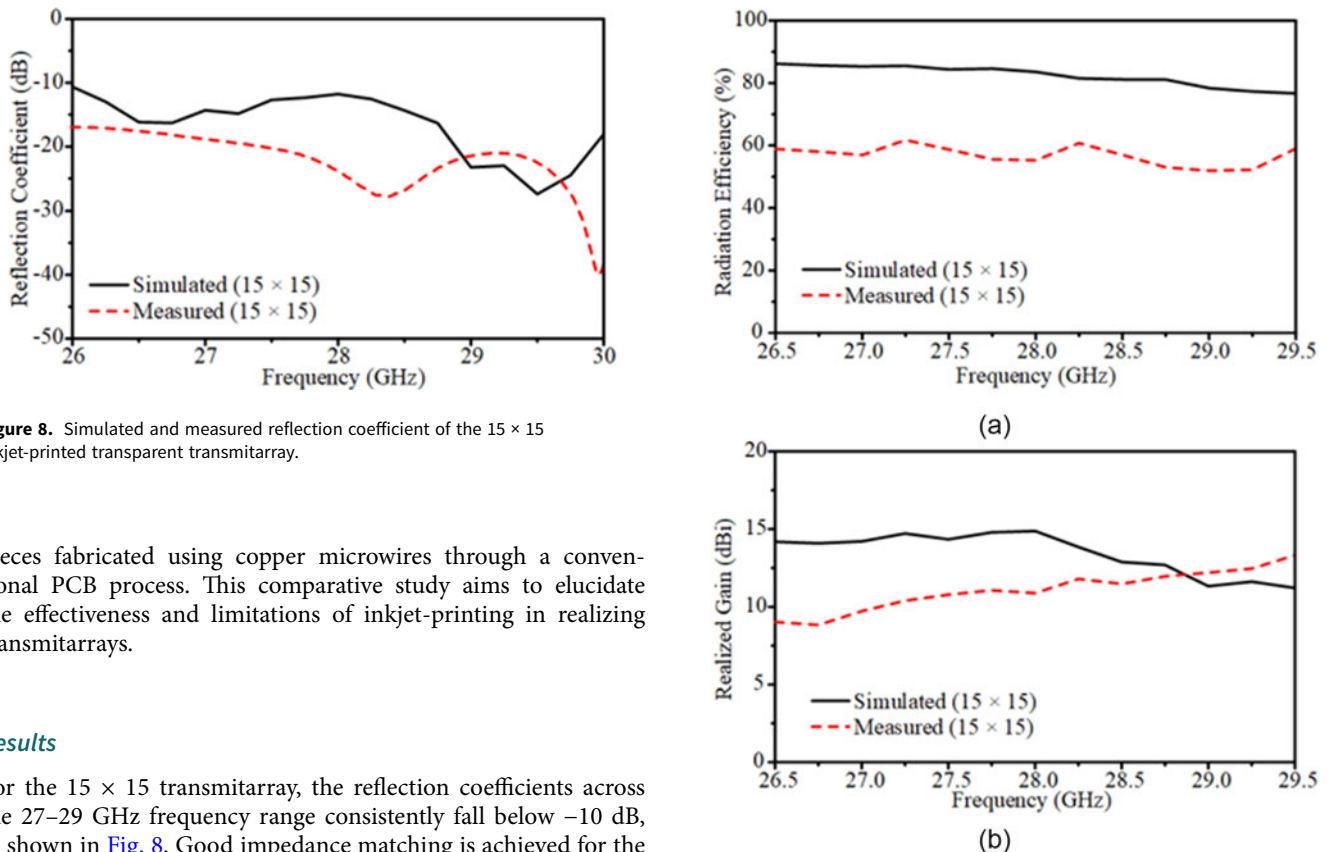 0
-10
-20
-30
-40
-50
Reflection Coefficient (dB)
Simulated (15 × 15)
Measured (15 × 15)
26 27 28 29 30
Frequency (GHz)
gure 8. Simulated and measured reflection coefficient of the 15 × 15
kjet-printed transparent transmitarray.
eces fabricated using copper microwires through a conven-
onal PCB process. This comparative study aims to elucidate
e effectiveness and limitations of inkjet-printing in realizing
ansmitarrays.
esults
or the 15 × 15 transmitarray, the reflection coefficients across
e 27–29 GHz frequency range consistently fall below −10 dB,
shown in Fig. 8. Good impedance matching is achieved for the
100
80
60
40
20
0
Radiation Efficiency (%)
Simulated (15 × 15)
Measured (15 × 15)
26.5 27.0 27.5 28.0 28.5 29.0 29.5
Frequency (GHz)
(a)
20
15
10
5
0
Realized Gain (dBi)
Simulated (15 × 15)
Measured (15 × 15)
26.5 27.0 27.5 28.0 28.5 29.0 29.5
Frequency (GHz)
(b)